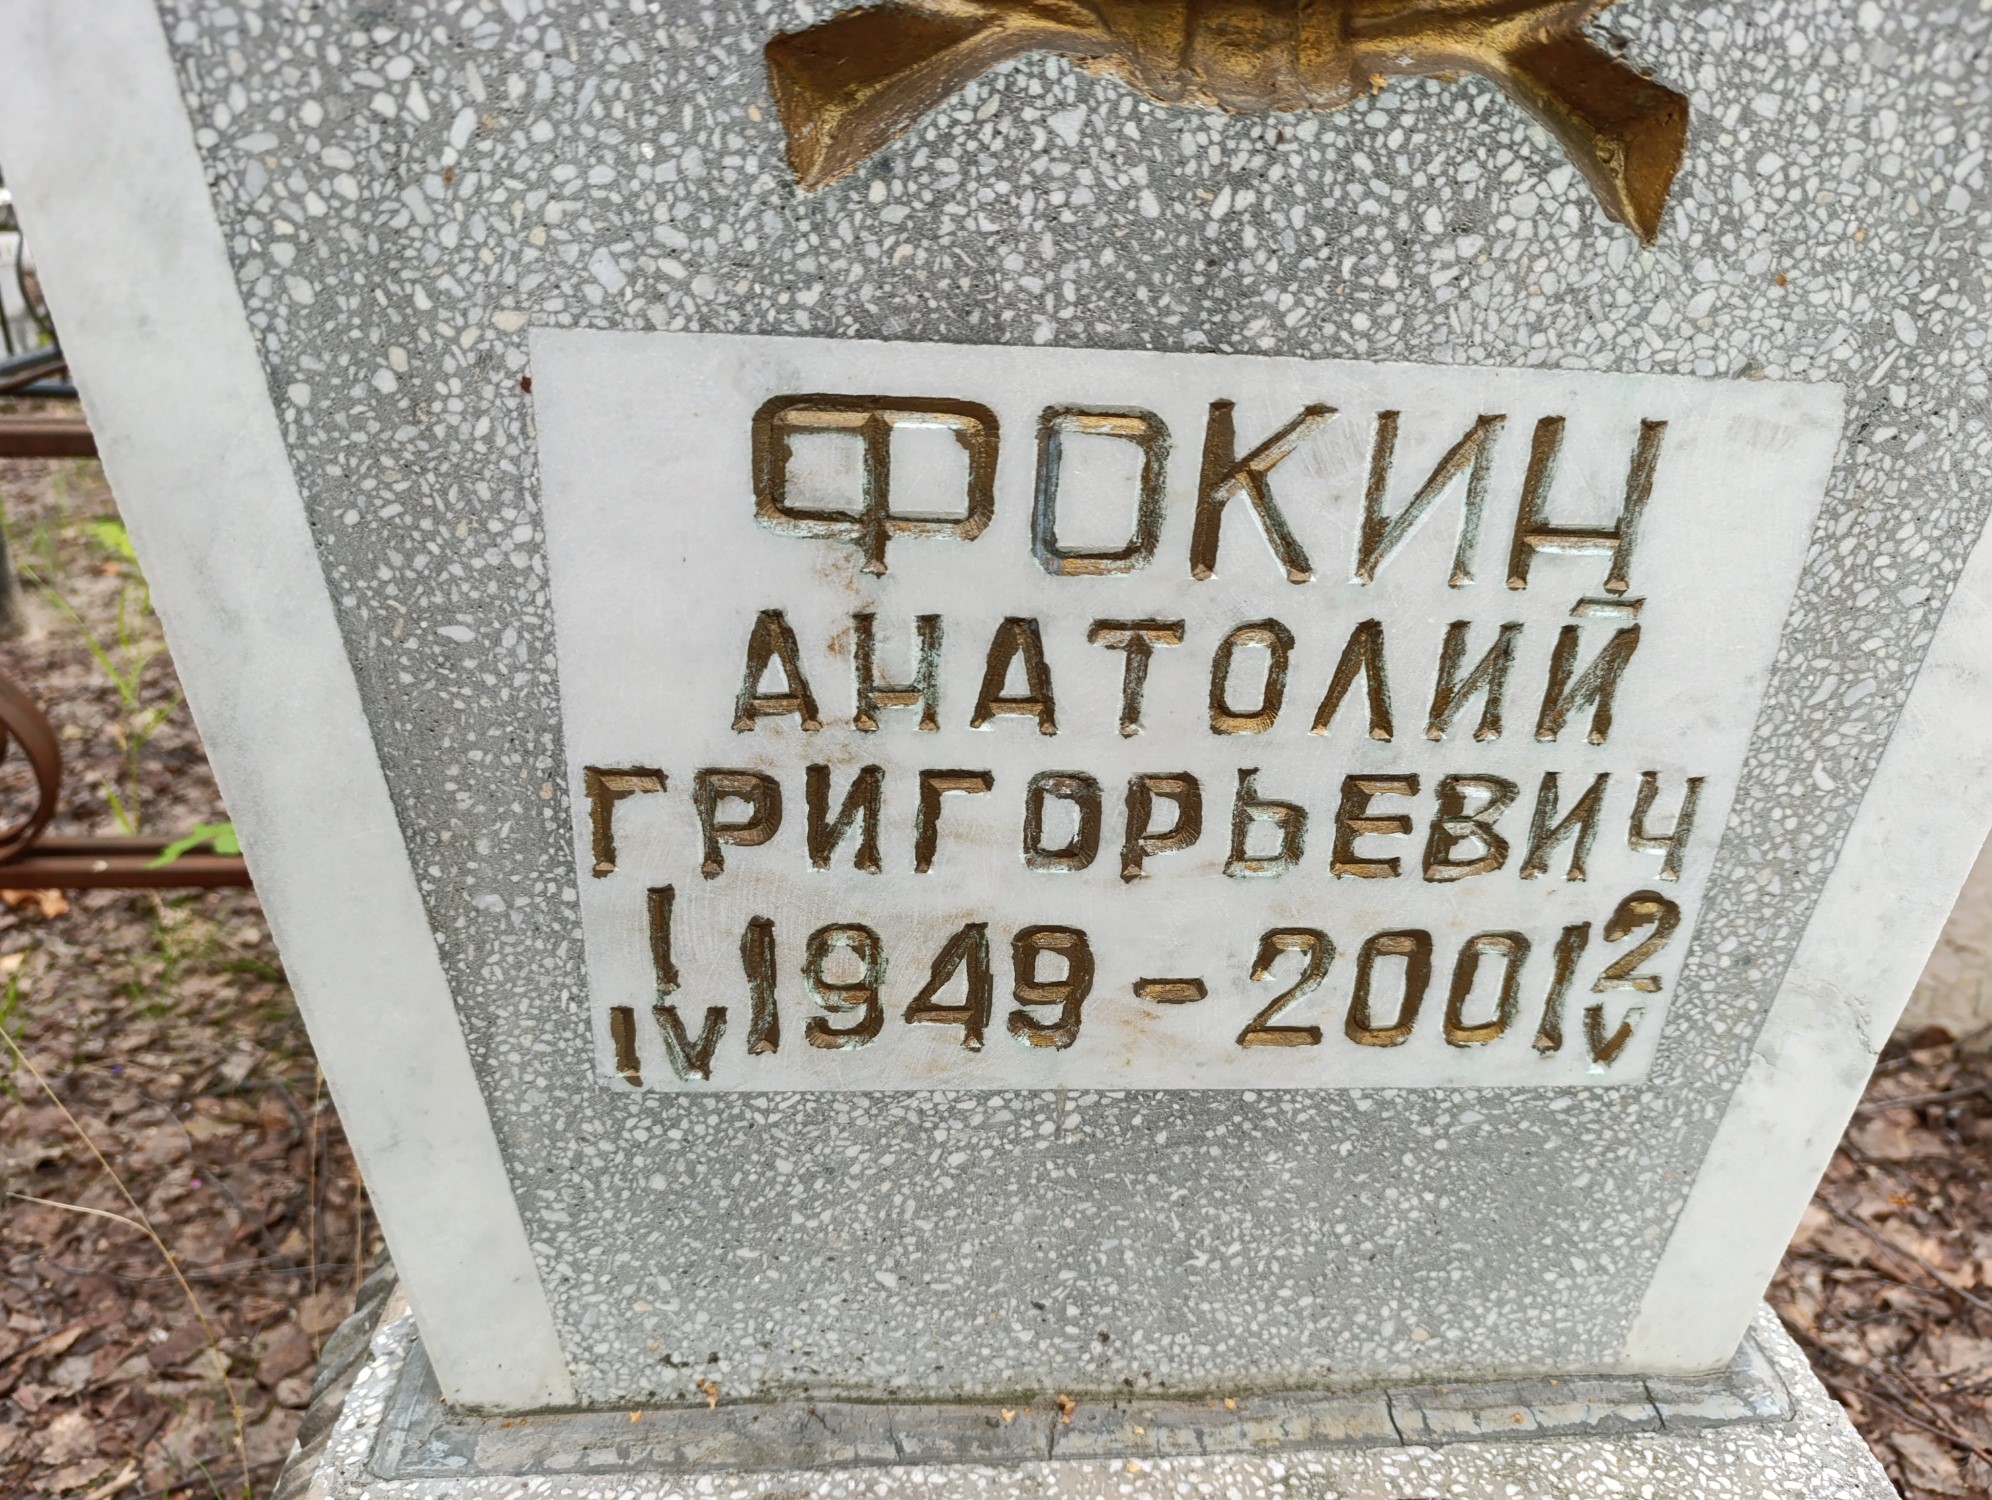 ФОКИН
АНАТОЛИЙ
ГРИГОРЬЕВИЧ
I IV 1949 - 2001 2 V